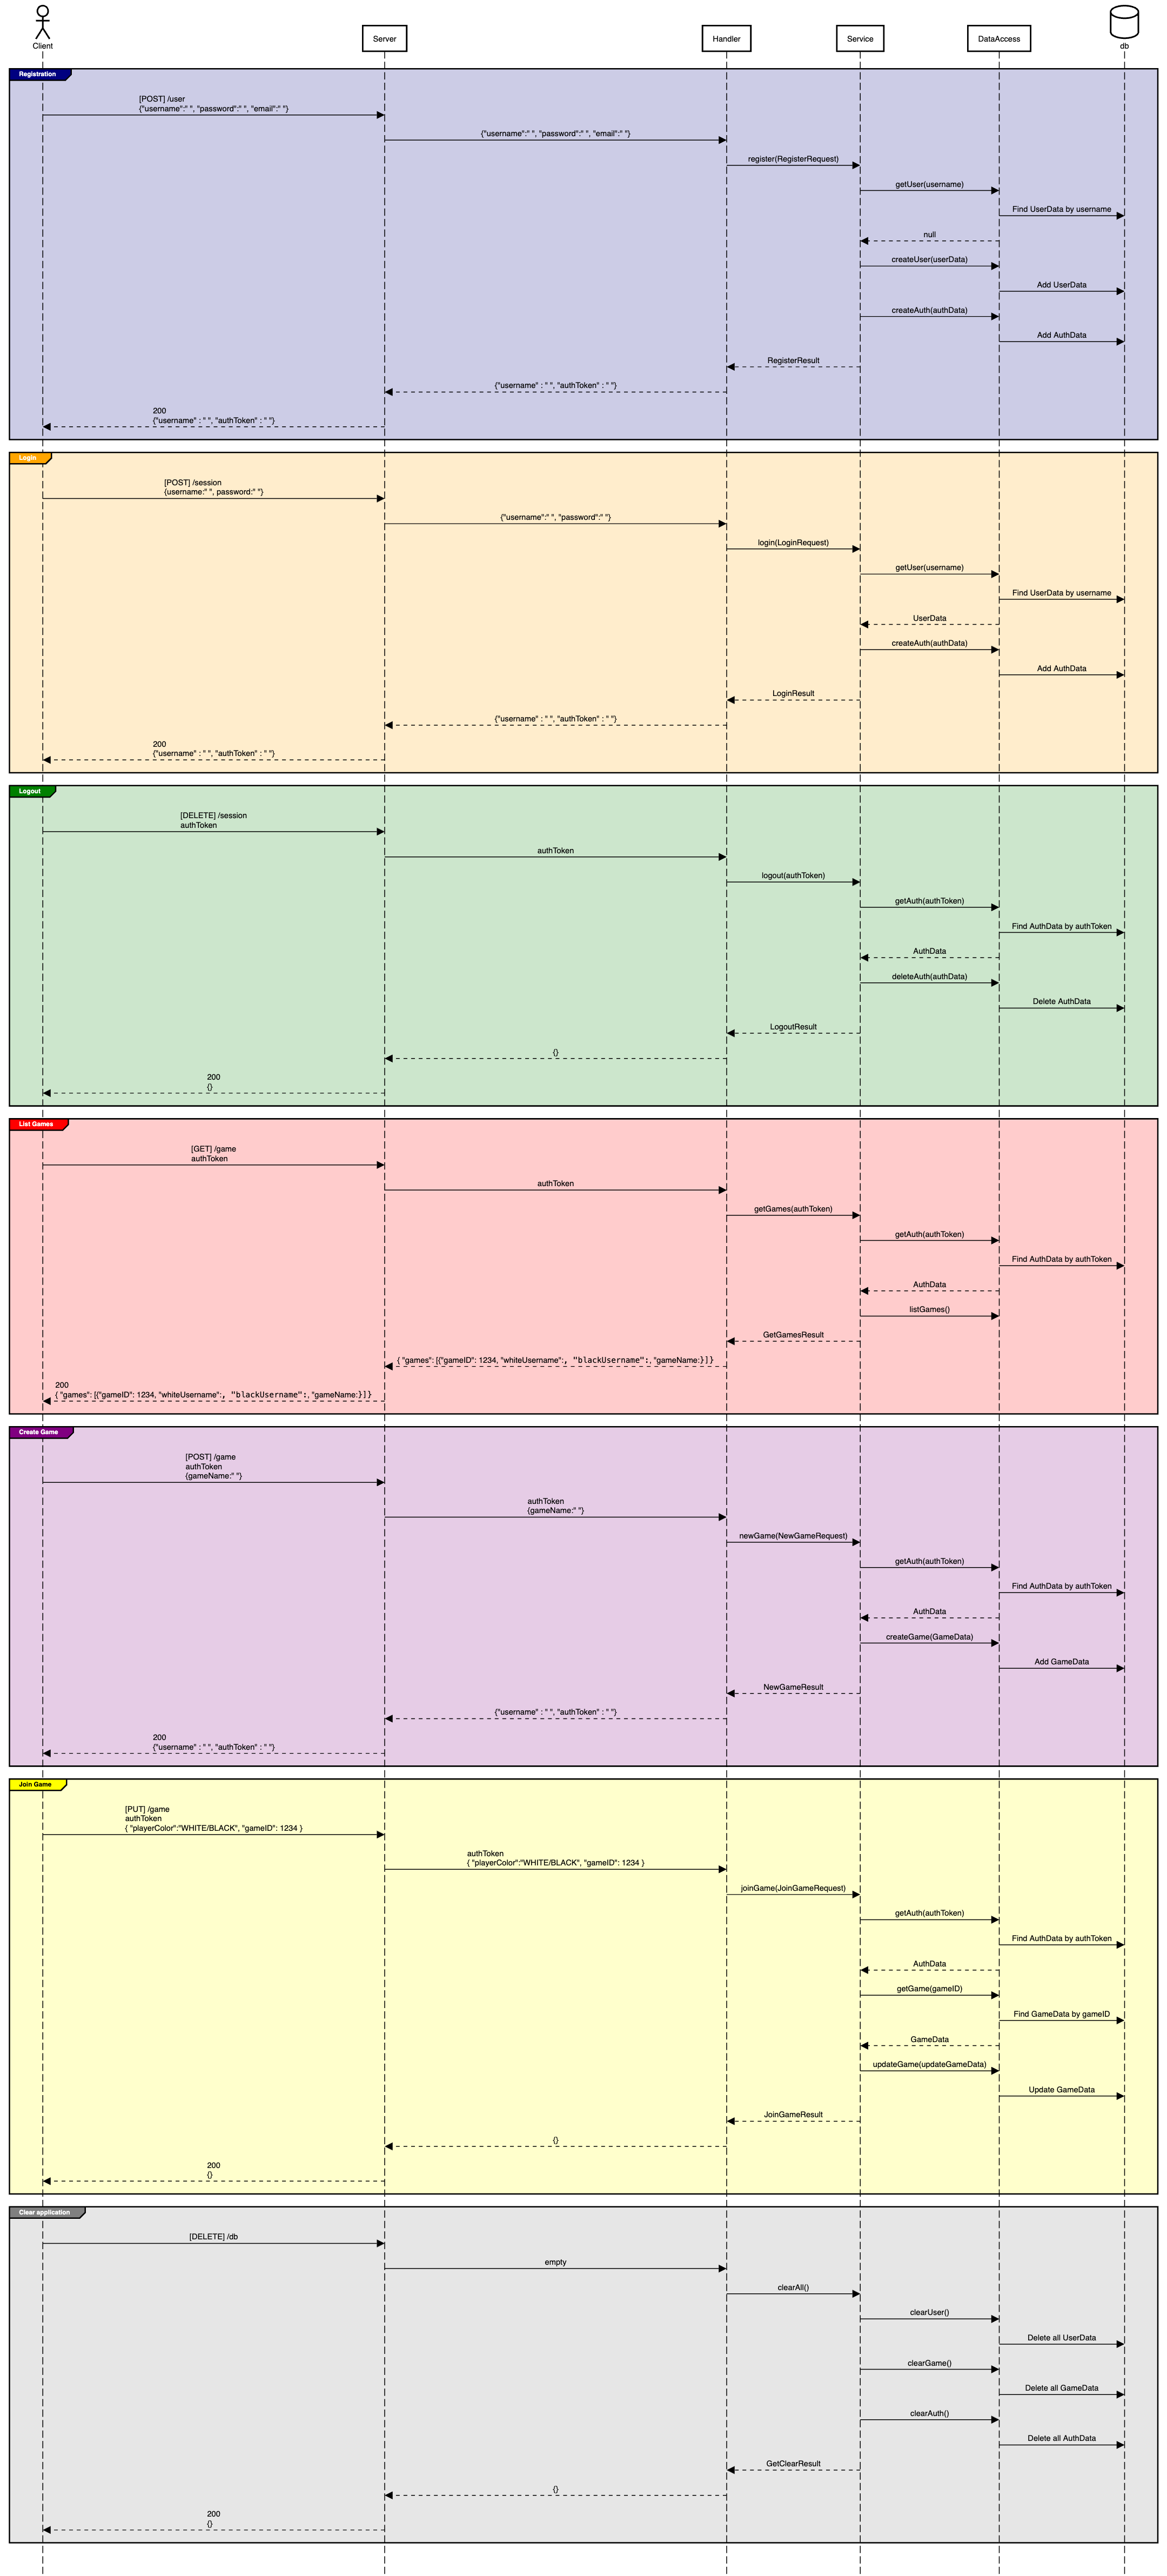 Client
Server
Handler
Service
DataAccess
db
Registration
[POST] /user
{"username":" ", "password":" ", "email":" "}
{"username":" ", "password":" ", "email":" "}
register(RegisterRequest)
getUser(username)
Find UserData by username
null
createUser(userData)
Add UserData
createAuth(authData)
Add AuthData
RegisterResult
{"username" : " ", "authToken" : " "}
200
{"username" : " ", "authToken" : " "}
Login
[POST] /session
{username:" ", password:" "}
{"username":" ", "password":" "}
login(LoginRequest)
getUser(username)
Find UserData by username
UserData
createAuth(authData)
Add AuthData
LoginResult
{"username" : " ", "authToken" : " "}
200
{"username" : " ", "authToken" : " "}
Logout
[DELETE] /session
authToken
authToken
logout(authToken)
getAuth(authToken)
Find AuthData by authToken
AuthData
deleteAuth(authData)
Delete AuthData
LogoutResult
{}
200
{}
List Games
[GET] /game
authToken
authToken
getGames(authToken)
getAuth(authToken)
Find AuthData by authToken
AuthData
listGames()
GetGamesResult
{ "games": [{"gameID": 1234, "whiteUsername":, "blackUsername":, "gameName:}]}
200
{ "games": [{"gameID": 1234, "whiteUsername":, "blackUsername":, "gameName:}]}
Create Game
[POST] /game
authToken
{gameName:" "}
authToken
{gameName:" "}
newGame(NewGameRequest)
getAuth(authToken)
Find AuthData by authToken
AuthData
createGame(GameData)
Add GameData
NewGameResult
{"username" : " ", "authToken" : " "}
200
{"username" : " ", "authToken" : " "}
Join Game
[PUT] /game
authToken
{ "playerColor":"WHITE/BLACK", "gameID": 1234 }
authToken
{ "playerColor":"WHITE/BLACK", "gameID": 1234 }
joinGame(JoinGameRequest)
getAuth(authToken)
Find AuthData by authToken
AuthData
getGame(gameID)
Find GameData by gameID
GameData
updateGame(updateGameData)
Update GameData
JoinGameResult
{}
200
{}
Clear application
[DELETE] /db
empty
clearAll()
clearUser()
Delete all UserData
clearGame()
Delete all GameData
clearAuth()
Delete all AuthData
GetClearResult
{}
200
{}